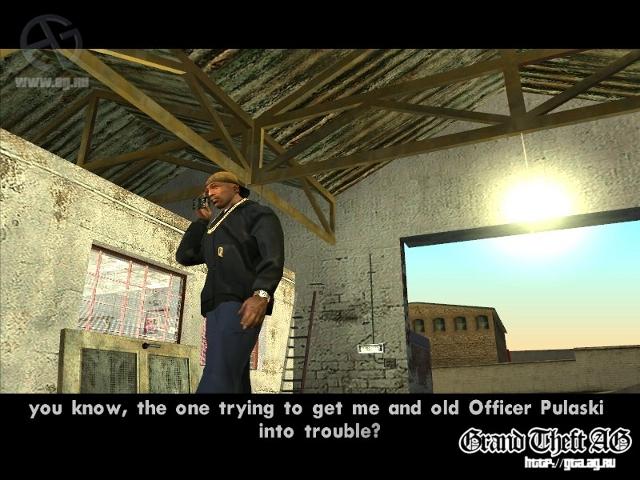 www.ag.ru
you know, the one trying to get me and old Officer Pulaski
into trouble?
Grand Theft AG
http://gta.ag.ru